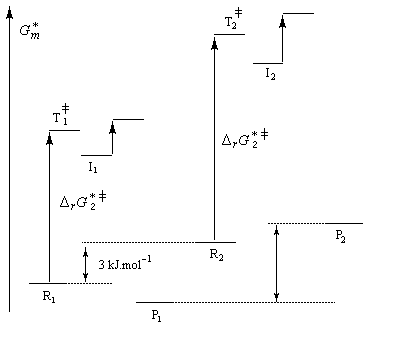 G*m
T1‡
I1
ΔrG2*‡
R1
3 kJ.mol−1
P1
T2‡
I2
ΔrG2*‡
R2
P2